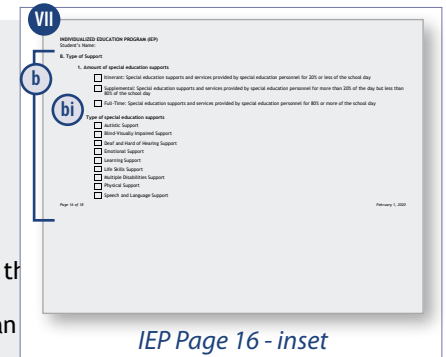 VII
INDIVIDUALIZED EDUCATION PROGRAM (IEP)
Student's Name:
B. Type of Support
b
1. Amount of special education supports
Itinerant: Special education supports and services provided by special education personnel for 20% or less of the school day
Supplemental: Special education supports and services provided by special education personnel for more than 20% of the day but less than
80% of the school day
bi
Full-Time: Special education supports and services provided by special education personnel for 80% or more of the school day
Type of special education supports
Autistic Support
Blind-Visually Impaired Support
Deaf and Hard of Hearing Support
Emotional Support
Learning Support
Life Skills Support
Multiple Disabilities Support
Physical Support
Speech and Language Support
Page 16 of 18 February 1, 2020
IEP Page 16 - inset